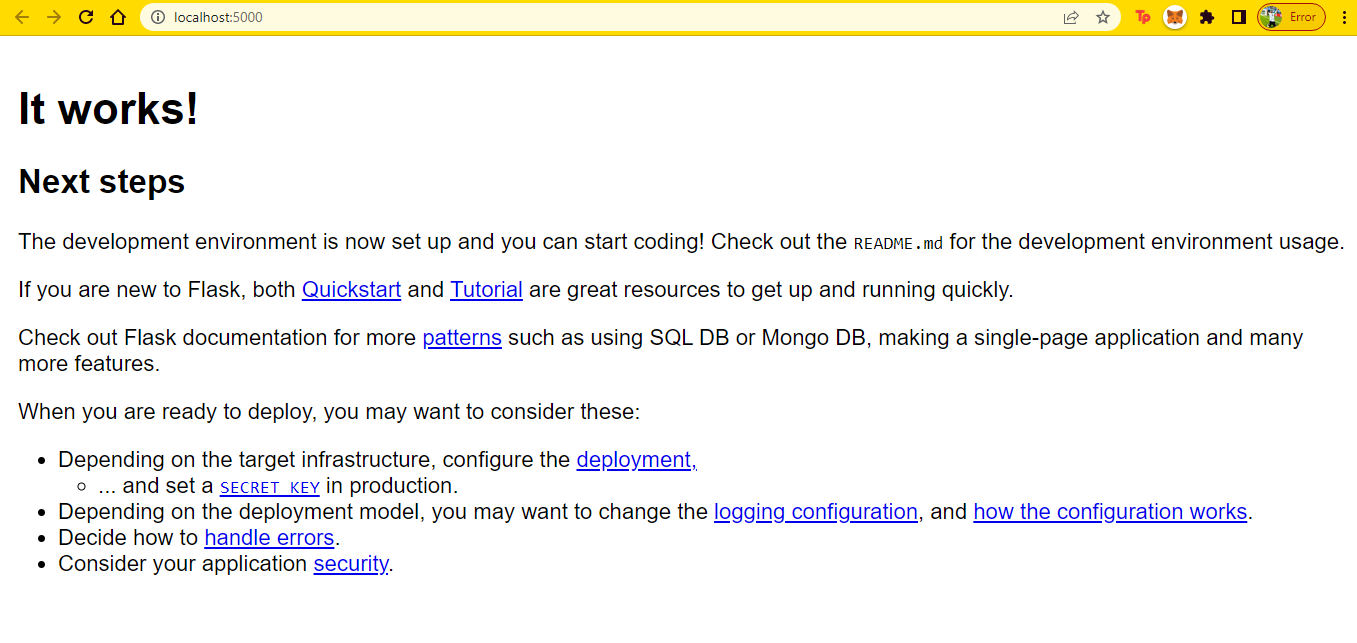 localhost:5000
Tp
Error
It works!
Next steps
The development environment is now set up and you can start coding! Check out the README.md for the development environment usage.
If you are new to Flask, both Quickstart and Tutorial are great resources to get up and running quickly.
Check out Flask documentation for more patterns such as using SQL DB or Mongo DB, making a single-page application and many
more features.
When you are ready to deploy, you may want to consider these:
• Depending on the target infrastructure, configure the deployment,
○ ... and set a SECRET_KEY in production.
• Depending on the deployment model, you may want to change the logging configuration, and how the configuration works.
• Decide how to handle errors.
• Consider your application security.